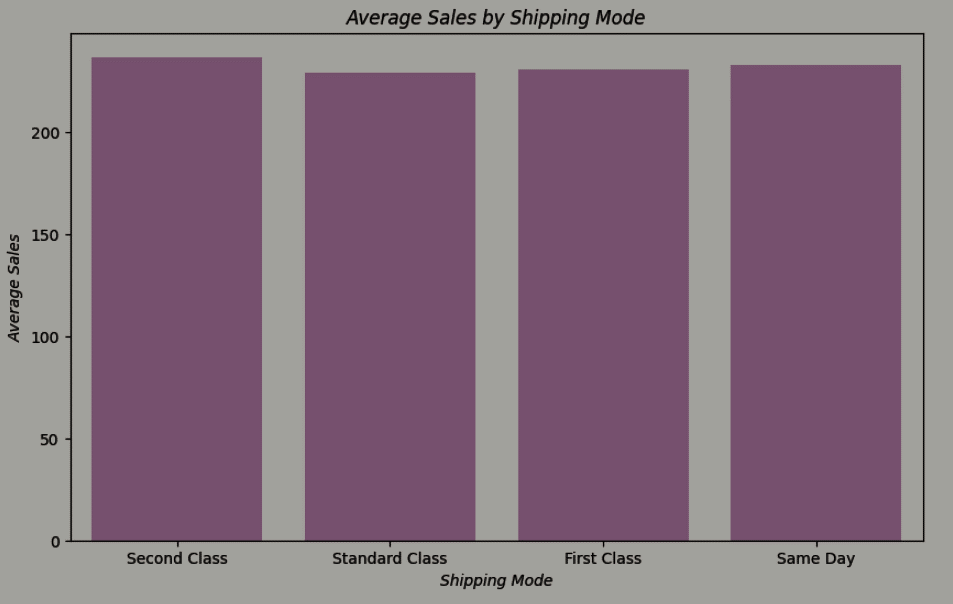 Average Sales by Shipping Mode
Average Sales
200
150
100
50
0
Second Class
Standard Class
First Class
Same Day
Shipping Mode